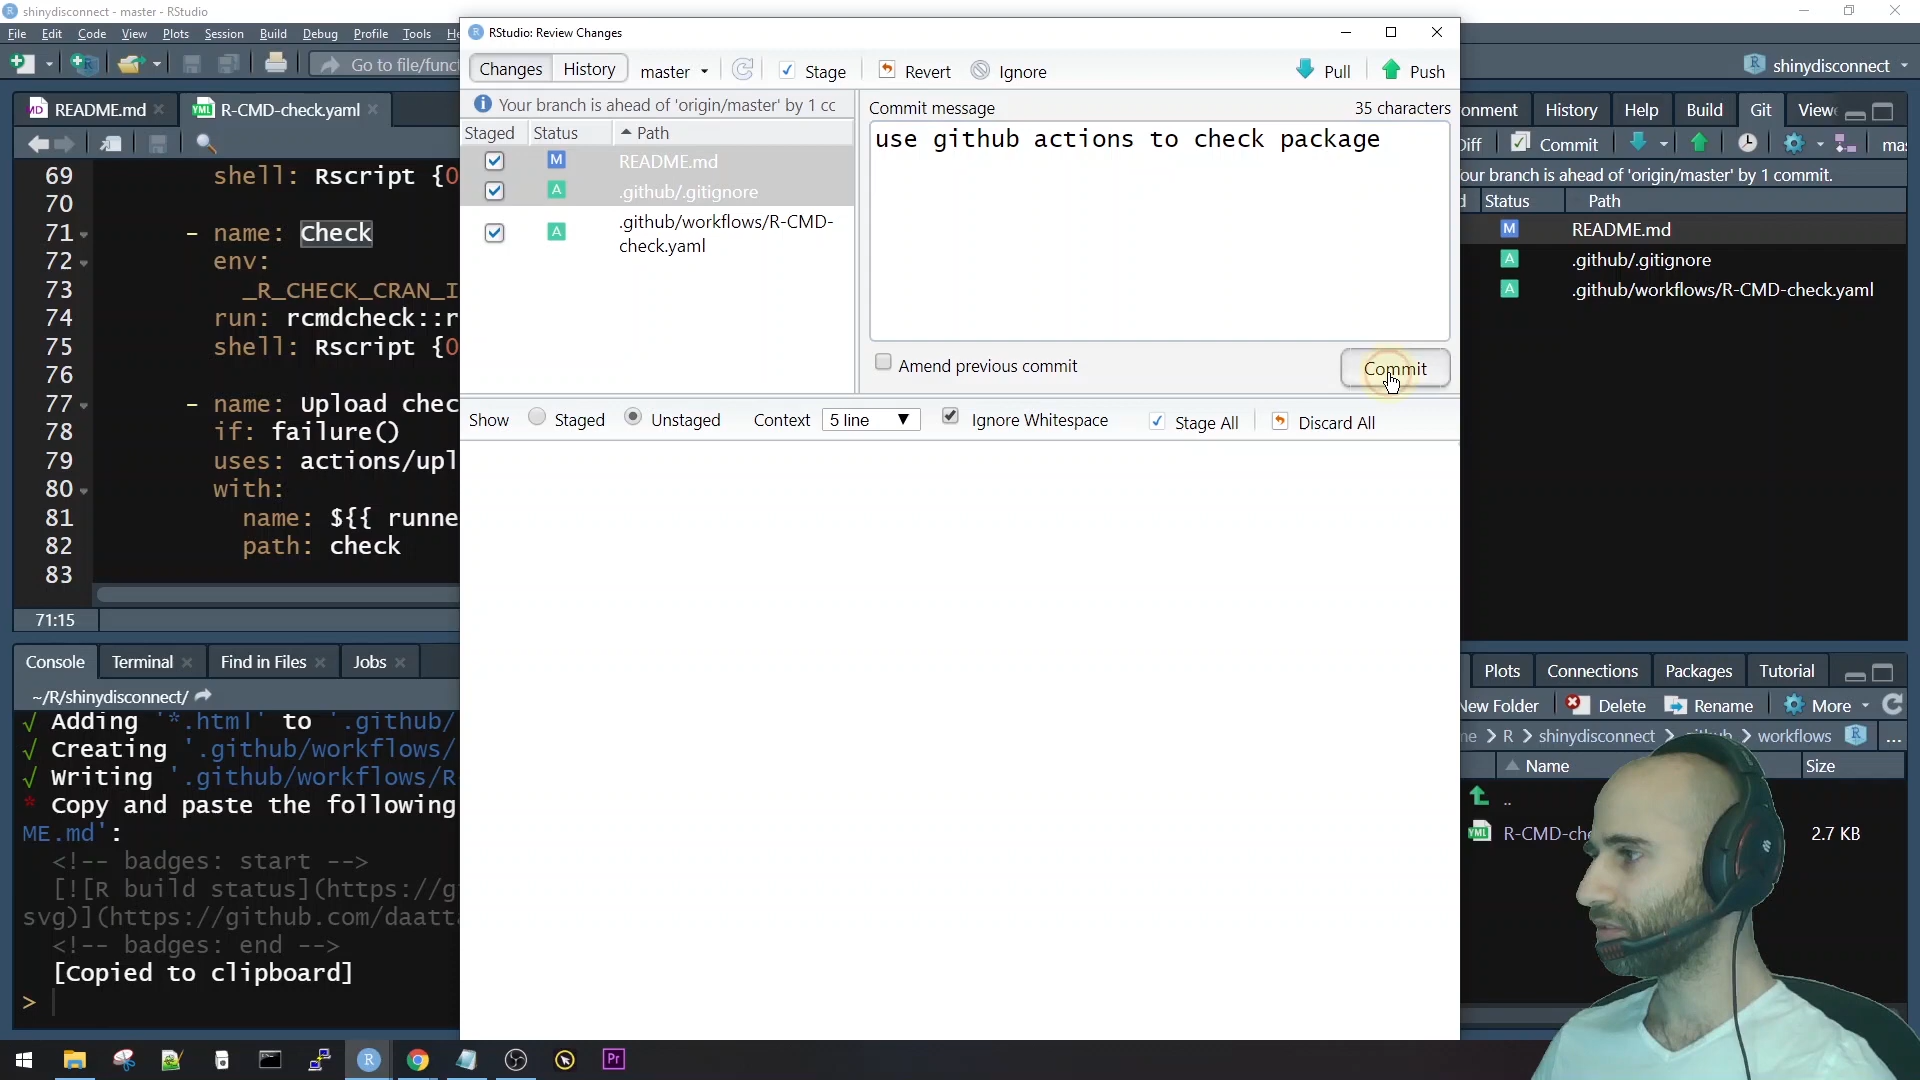 shinydisconnect - master - RStudio
File Edit Code View Plots Session Build Debug Profile Tools
Go to file/func
shinydisconnect
README.md
R-CMD-check.yaml
69 shell: Rscript {0
70
71 - name: Check
72 env:
73 _R_CHECK_CRAN_I
74 run: rcmdcheck::r
75 shell: Rscript {0
76
77 - name: Upload chec
78 if: failure()
79 uses: actions/upl
80 with:
81 name: ${{ runne
82 path: check
83
71:15
Console Terminal Find in Files Jobs
~/R/shinydisconnect/
√ Adding '*.html' to '.github/
√ Creating '.github/workflows/
√ Writing '.github/workflows/R
* Copy and paste the following
ME.md':
<!-- badges: start -->
[![R build status](https://g
svg)](https://github.com/daatta
<!-- badges: end -->
[Copied to clipboard]
>
RStudio: Review Changes
Changes History master Stage Revert Ignore Pull Push
Your branch is ahead of 'origin/master' by 1 cc
Staged Status Path
M README.md
A .github/.gitignore
A .github/workflows/R-CMD-
check.yaml
Commit message 35 characters
use github actions to check package
Amend previous commit
Commit
Show Staged Unstaged Context 5 line Ignore Whitespace Stage All Discard All
onment History Help Build Git View
Diff Commit mas
our branch is ahead of 'origin/master' by 1 commit.
d Status Path
M README.md
A .github/.gitignore
A .github/workflows/R-CMD-check.yaml
Plots Connections Packages Tutorial
New Folder Delete Rename More
me R shinydisconnect workflows ...
Name Size
..
R-CMD-che 2.7 KB
Pr